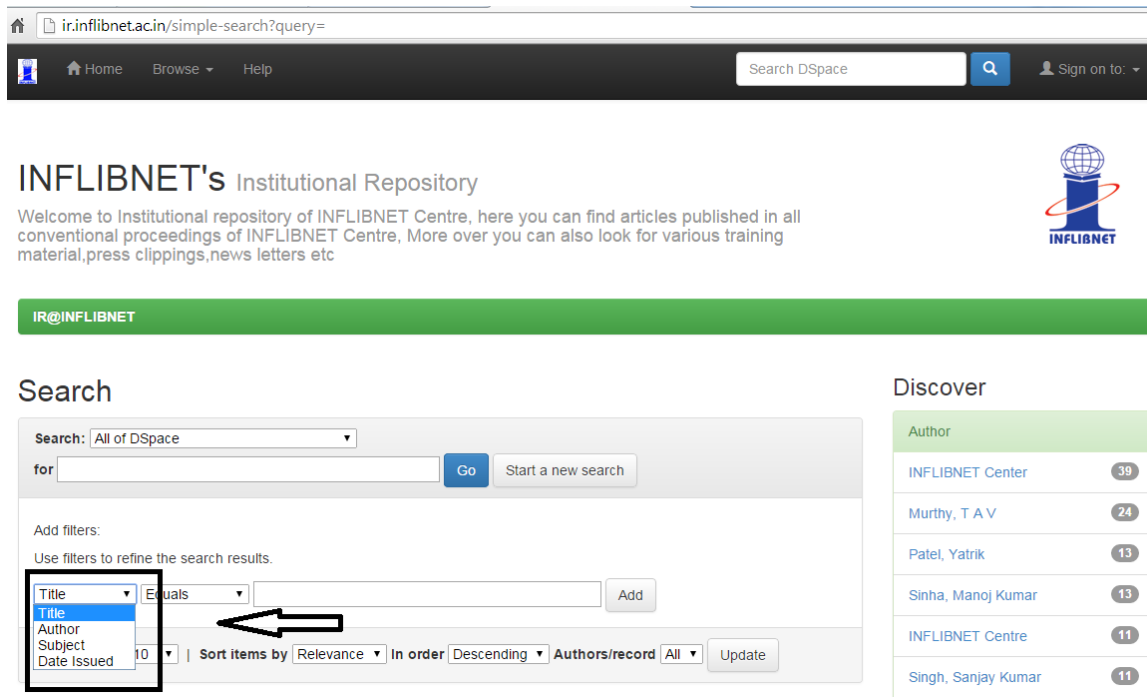 ir.inflibnet.ac.in/simple-search?query=
Home Browse Help Search DSpace Sign on to:
INFLIBNET's Institutional Repository
Welcome to Institutional repository of INFLIBNET Centre, here you can find articles published in all
conventional proceedings of INFLIBNET Centre, More over you can also look for various training
material,press clippings,news letters etc
INFLIBNET
IR@INFLIBNET
Search
Search: All of DSpace
for Go Start a new search
Add filters:
Use filters to refine the search results.
Title Equals Add
Title
Author
Subject
Date Issued
10 | Sort items by Relevance In order Descending Authors/record All Update
Discover
Author
INFLIBNET Center 39
Murthy, T A V 24
Patel, Yatrik 13
Sinha, Manoj Kumar 13
INFLIBNET Centre 11
Singh, Sanjay Kumar 11